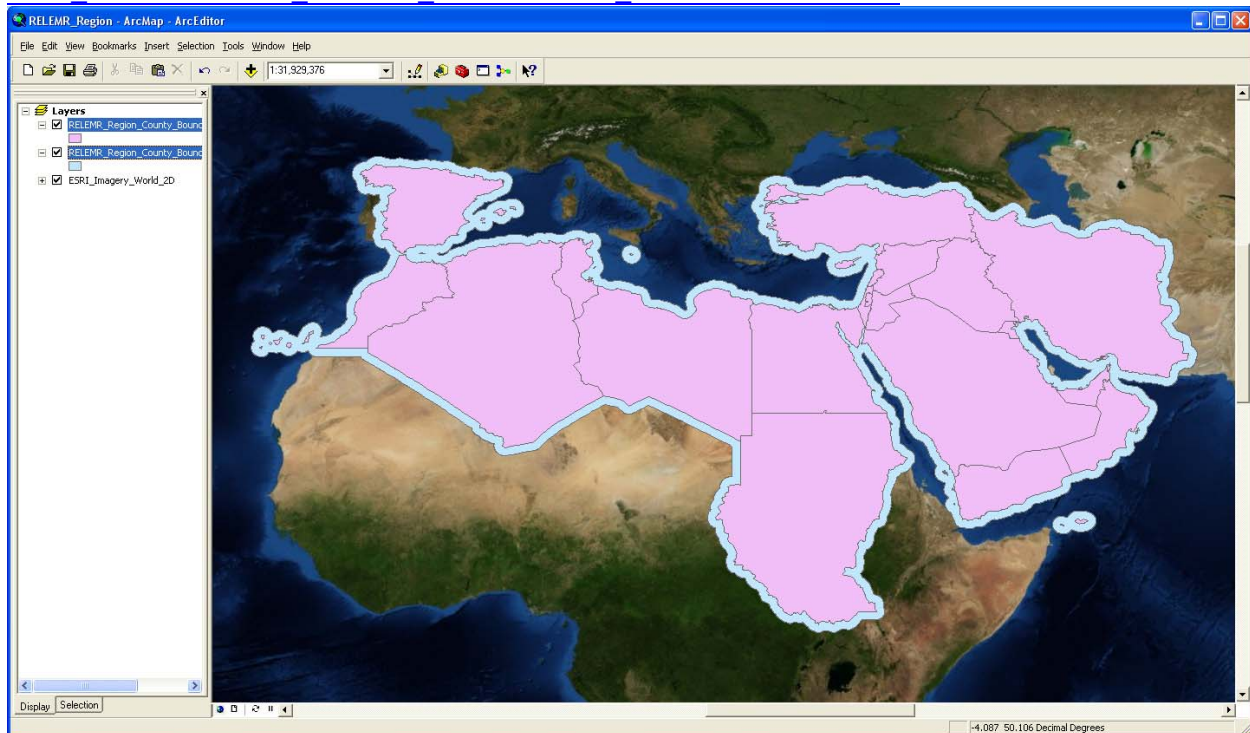 RELEMR_Region - ArcMap - ArcEditor
File Edit View Bookmarks Insert Selection Tools Window Help
1:31,929,376
Layers
RELEMR_Region_County_Bound
RELEMR_Region_County_Bound
ESRI_Imagery_World_2D
Display Selection
-4.087 50.106 Decimal Degrees